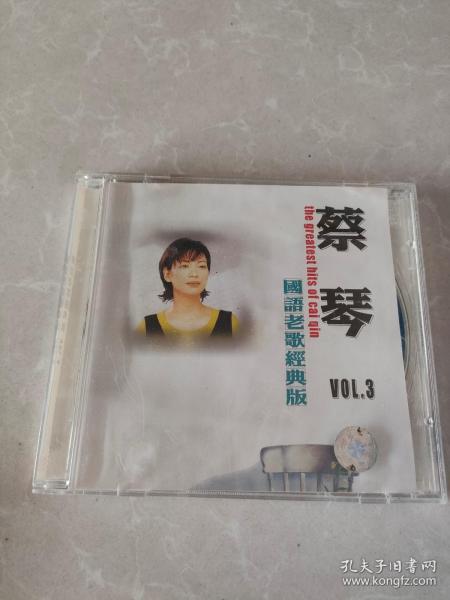 蔡琴
the greatest hits of cai qin
國語老歌經典版
VOL.3
孔夫子旧书网
www.kongfz.com